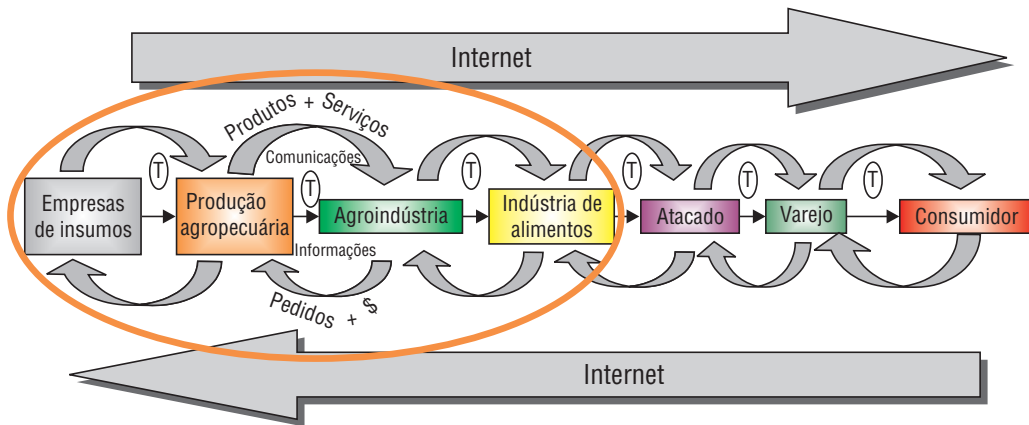 Internet
Produtos + Serviços
Comunicações
T
T
T
T
T
T
Empresas
de insumos
Produção
agropecuária
Agroindústria
Indústria de
alimentos
Atacado
Varejo
Consumidor
Informações
Pedidos + $
Internet